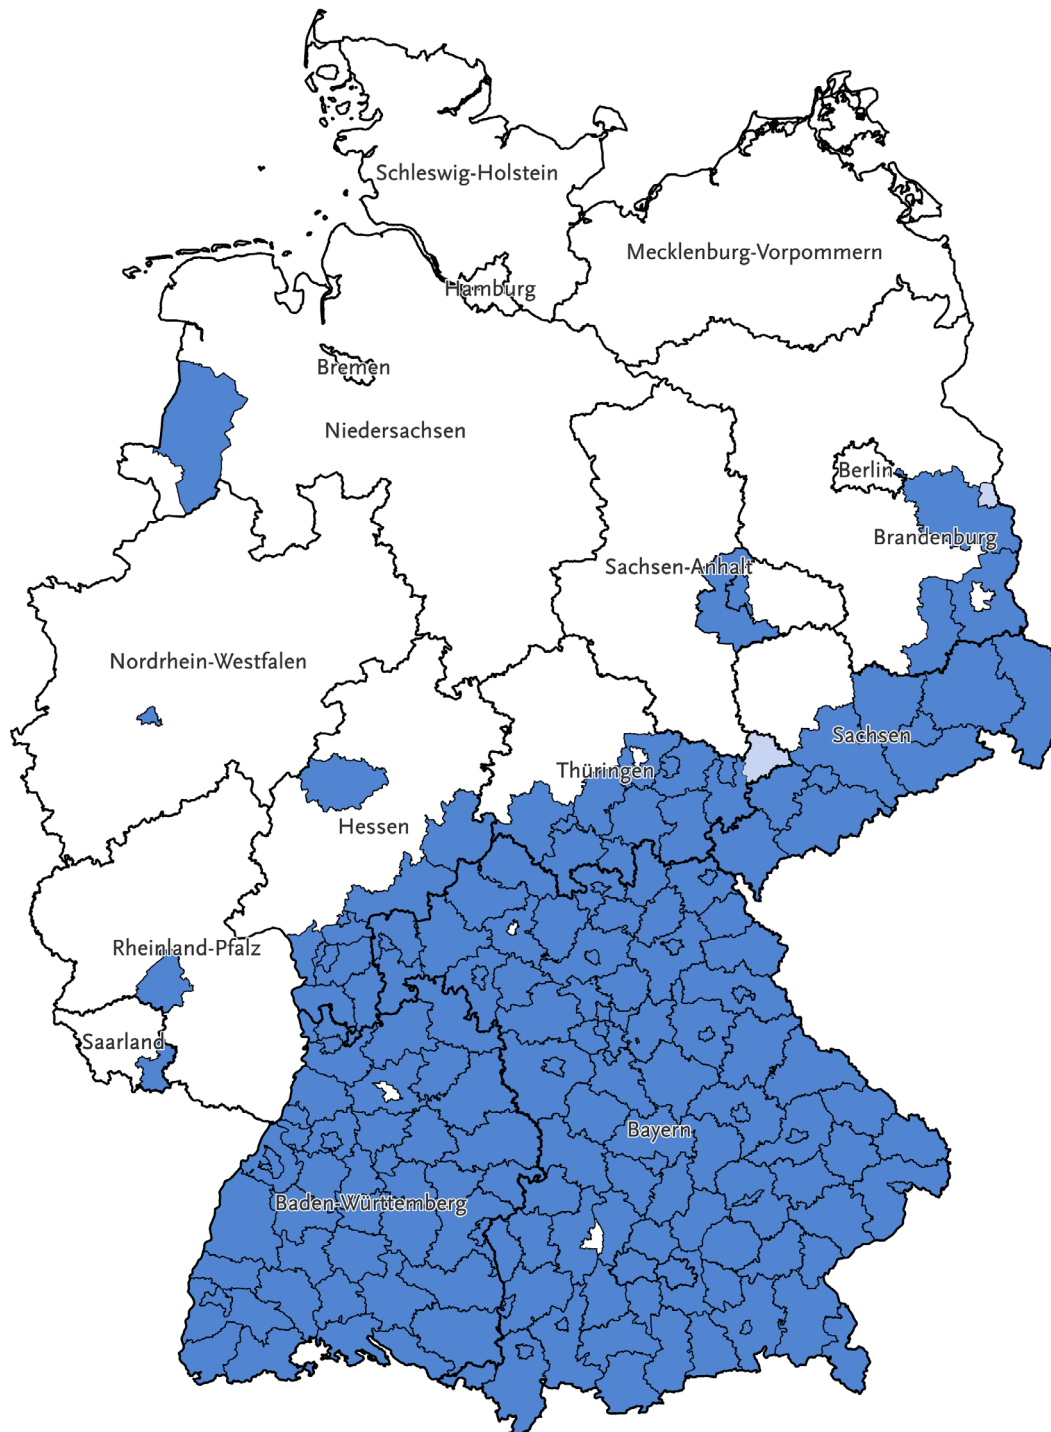 Schleswig-Holstein
Mecklenburg-Vorpommern
Hamburg
Bremen
Niedersachsen
Berlin
Brandenburg
Sachsen-Anhalt
Nordrhein-Westfalen
Sachsen
Thüringen
Hessen
Rheinland-Pfalz
Saarland
Bayern
Baden-Württemberg